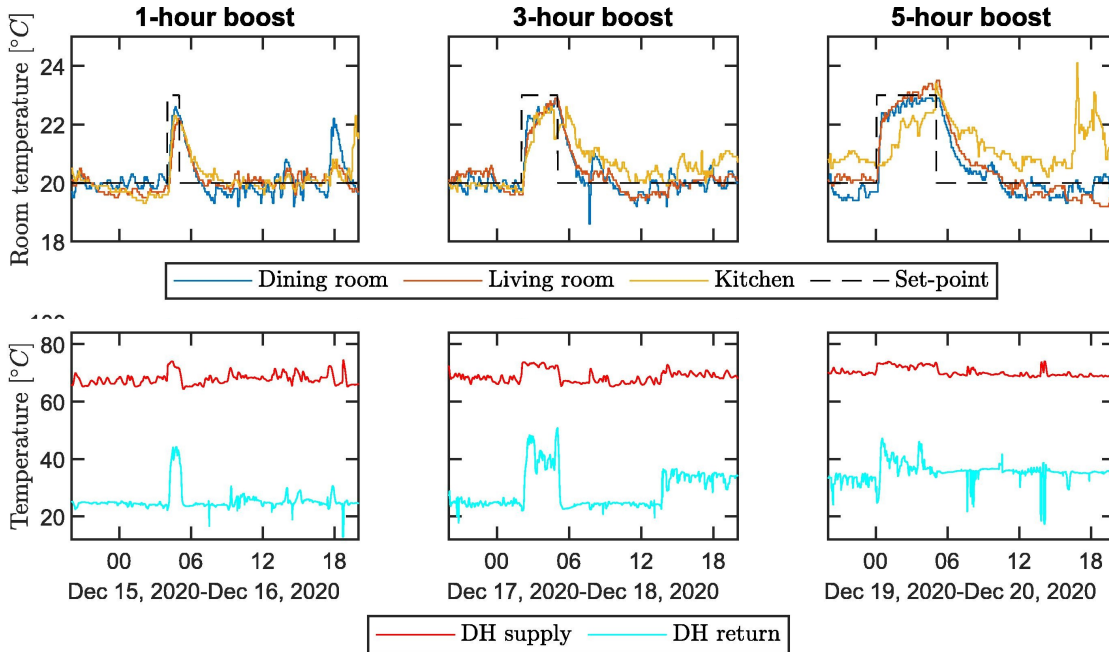 1-hour boost 3-hour boost 5-hour boost
Room temperature [°C]
24
22
20
18
Dining room Living room Kitchen Set-point
Temperature [°C]
80
60
40
20
00 06 12 18 00 06 12 18 00 06 12 18
Dec 15, 2020-Dec 16, 2020 Dec 17, 2020-Dec 18, 2020 Dec 19, 2020-Dec 20, 2020
DH supply DH return